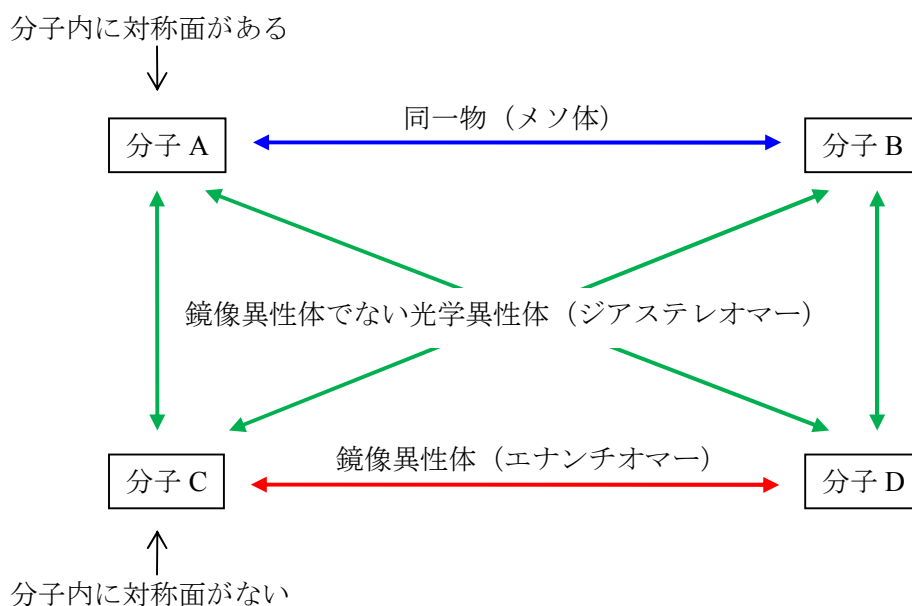 分子内に対称面がある
同一物（メソ体）
分子 A
分子 B
鏡像異性体でない光学異性体（ジアステレオマー）
鏡像異性体（エナンチオマー）
分子 C
分子 D
分子内に対称面がない